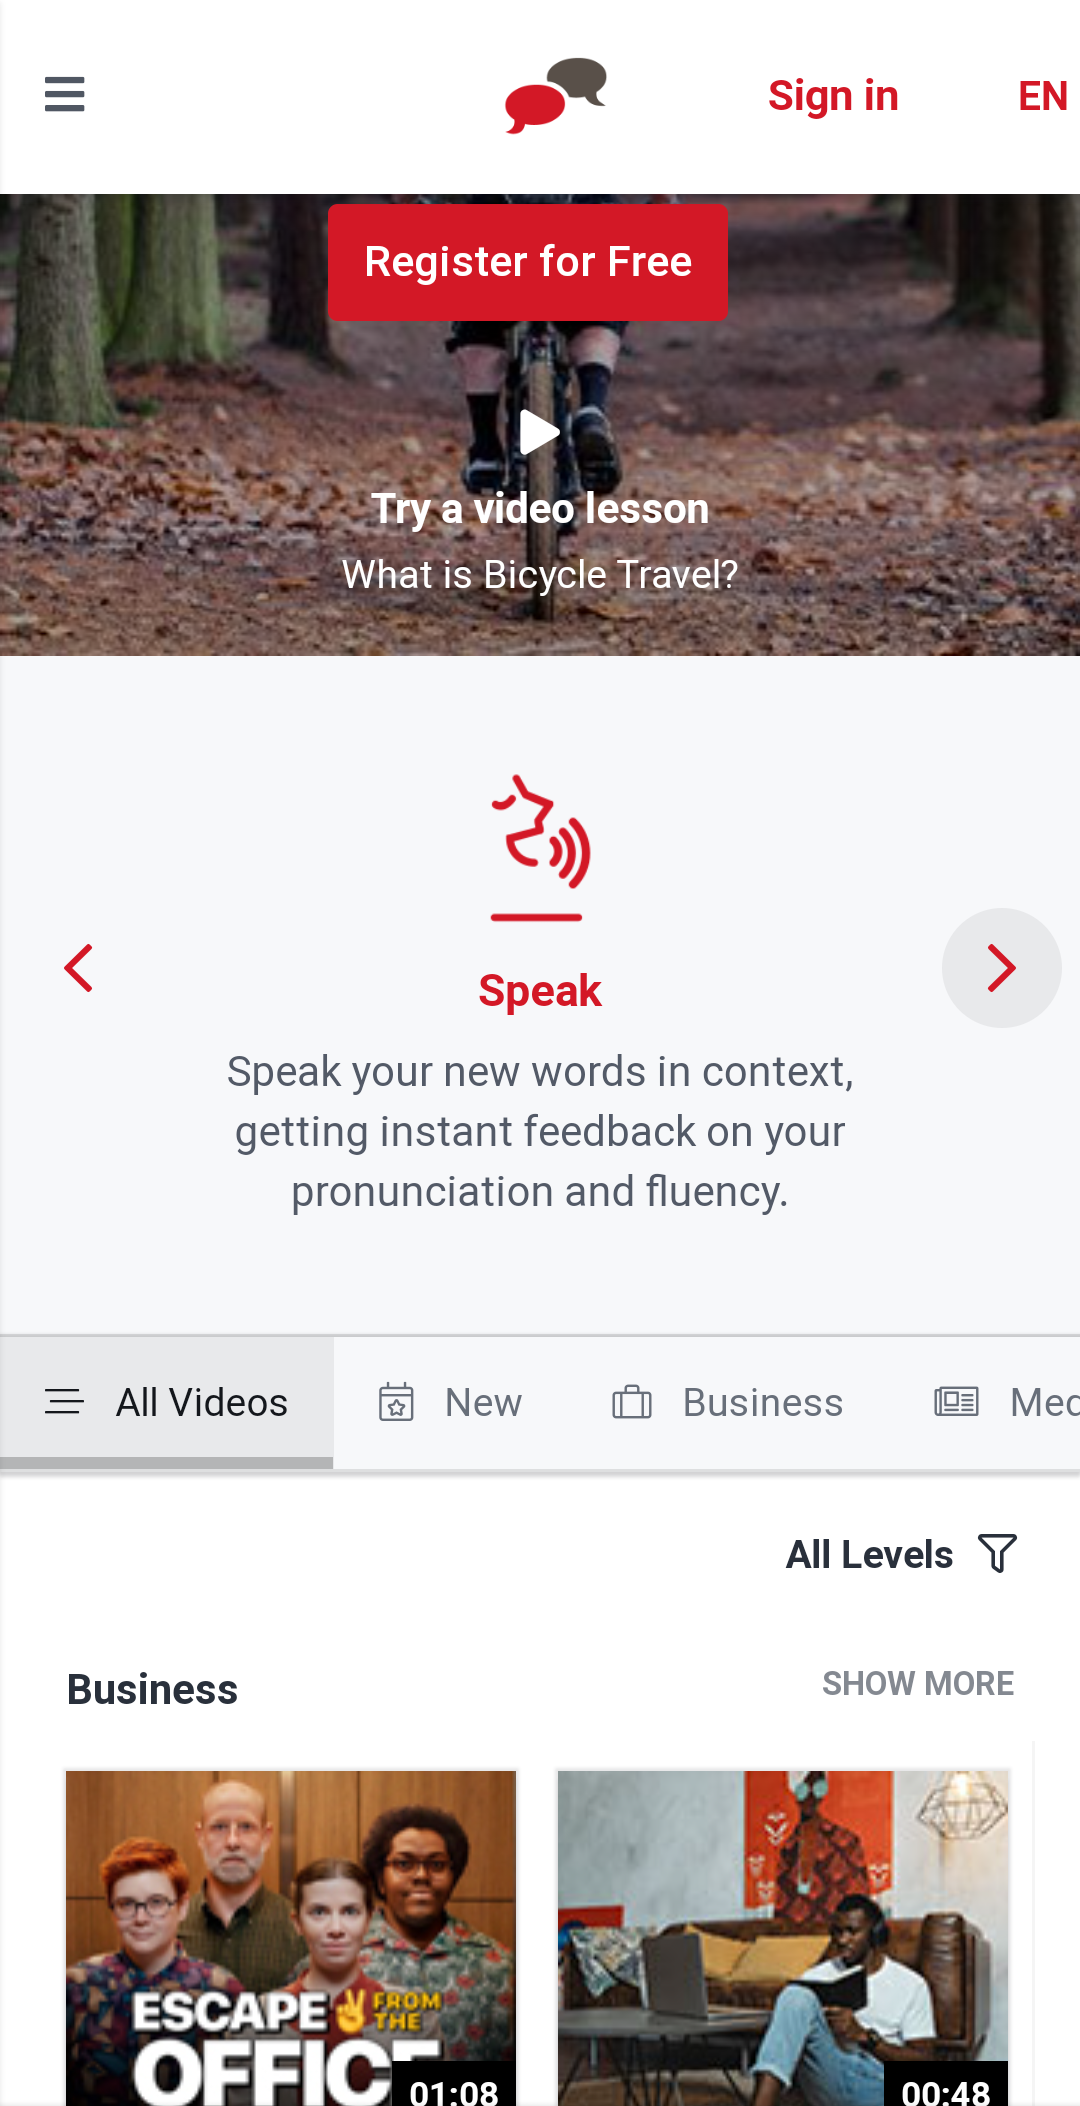 Sign in
EN
Register for Free
Try a video lesson
What is Bicycle Travel?
Speak
Speak your new words in context,
getting instant feedback on your
pronunciation and fluency.
All Videos
New
Business
All Levels
Business
SHOW MORE
ESCAPE ✌ FROM THE
OFFICE
01:08
00:48